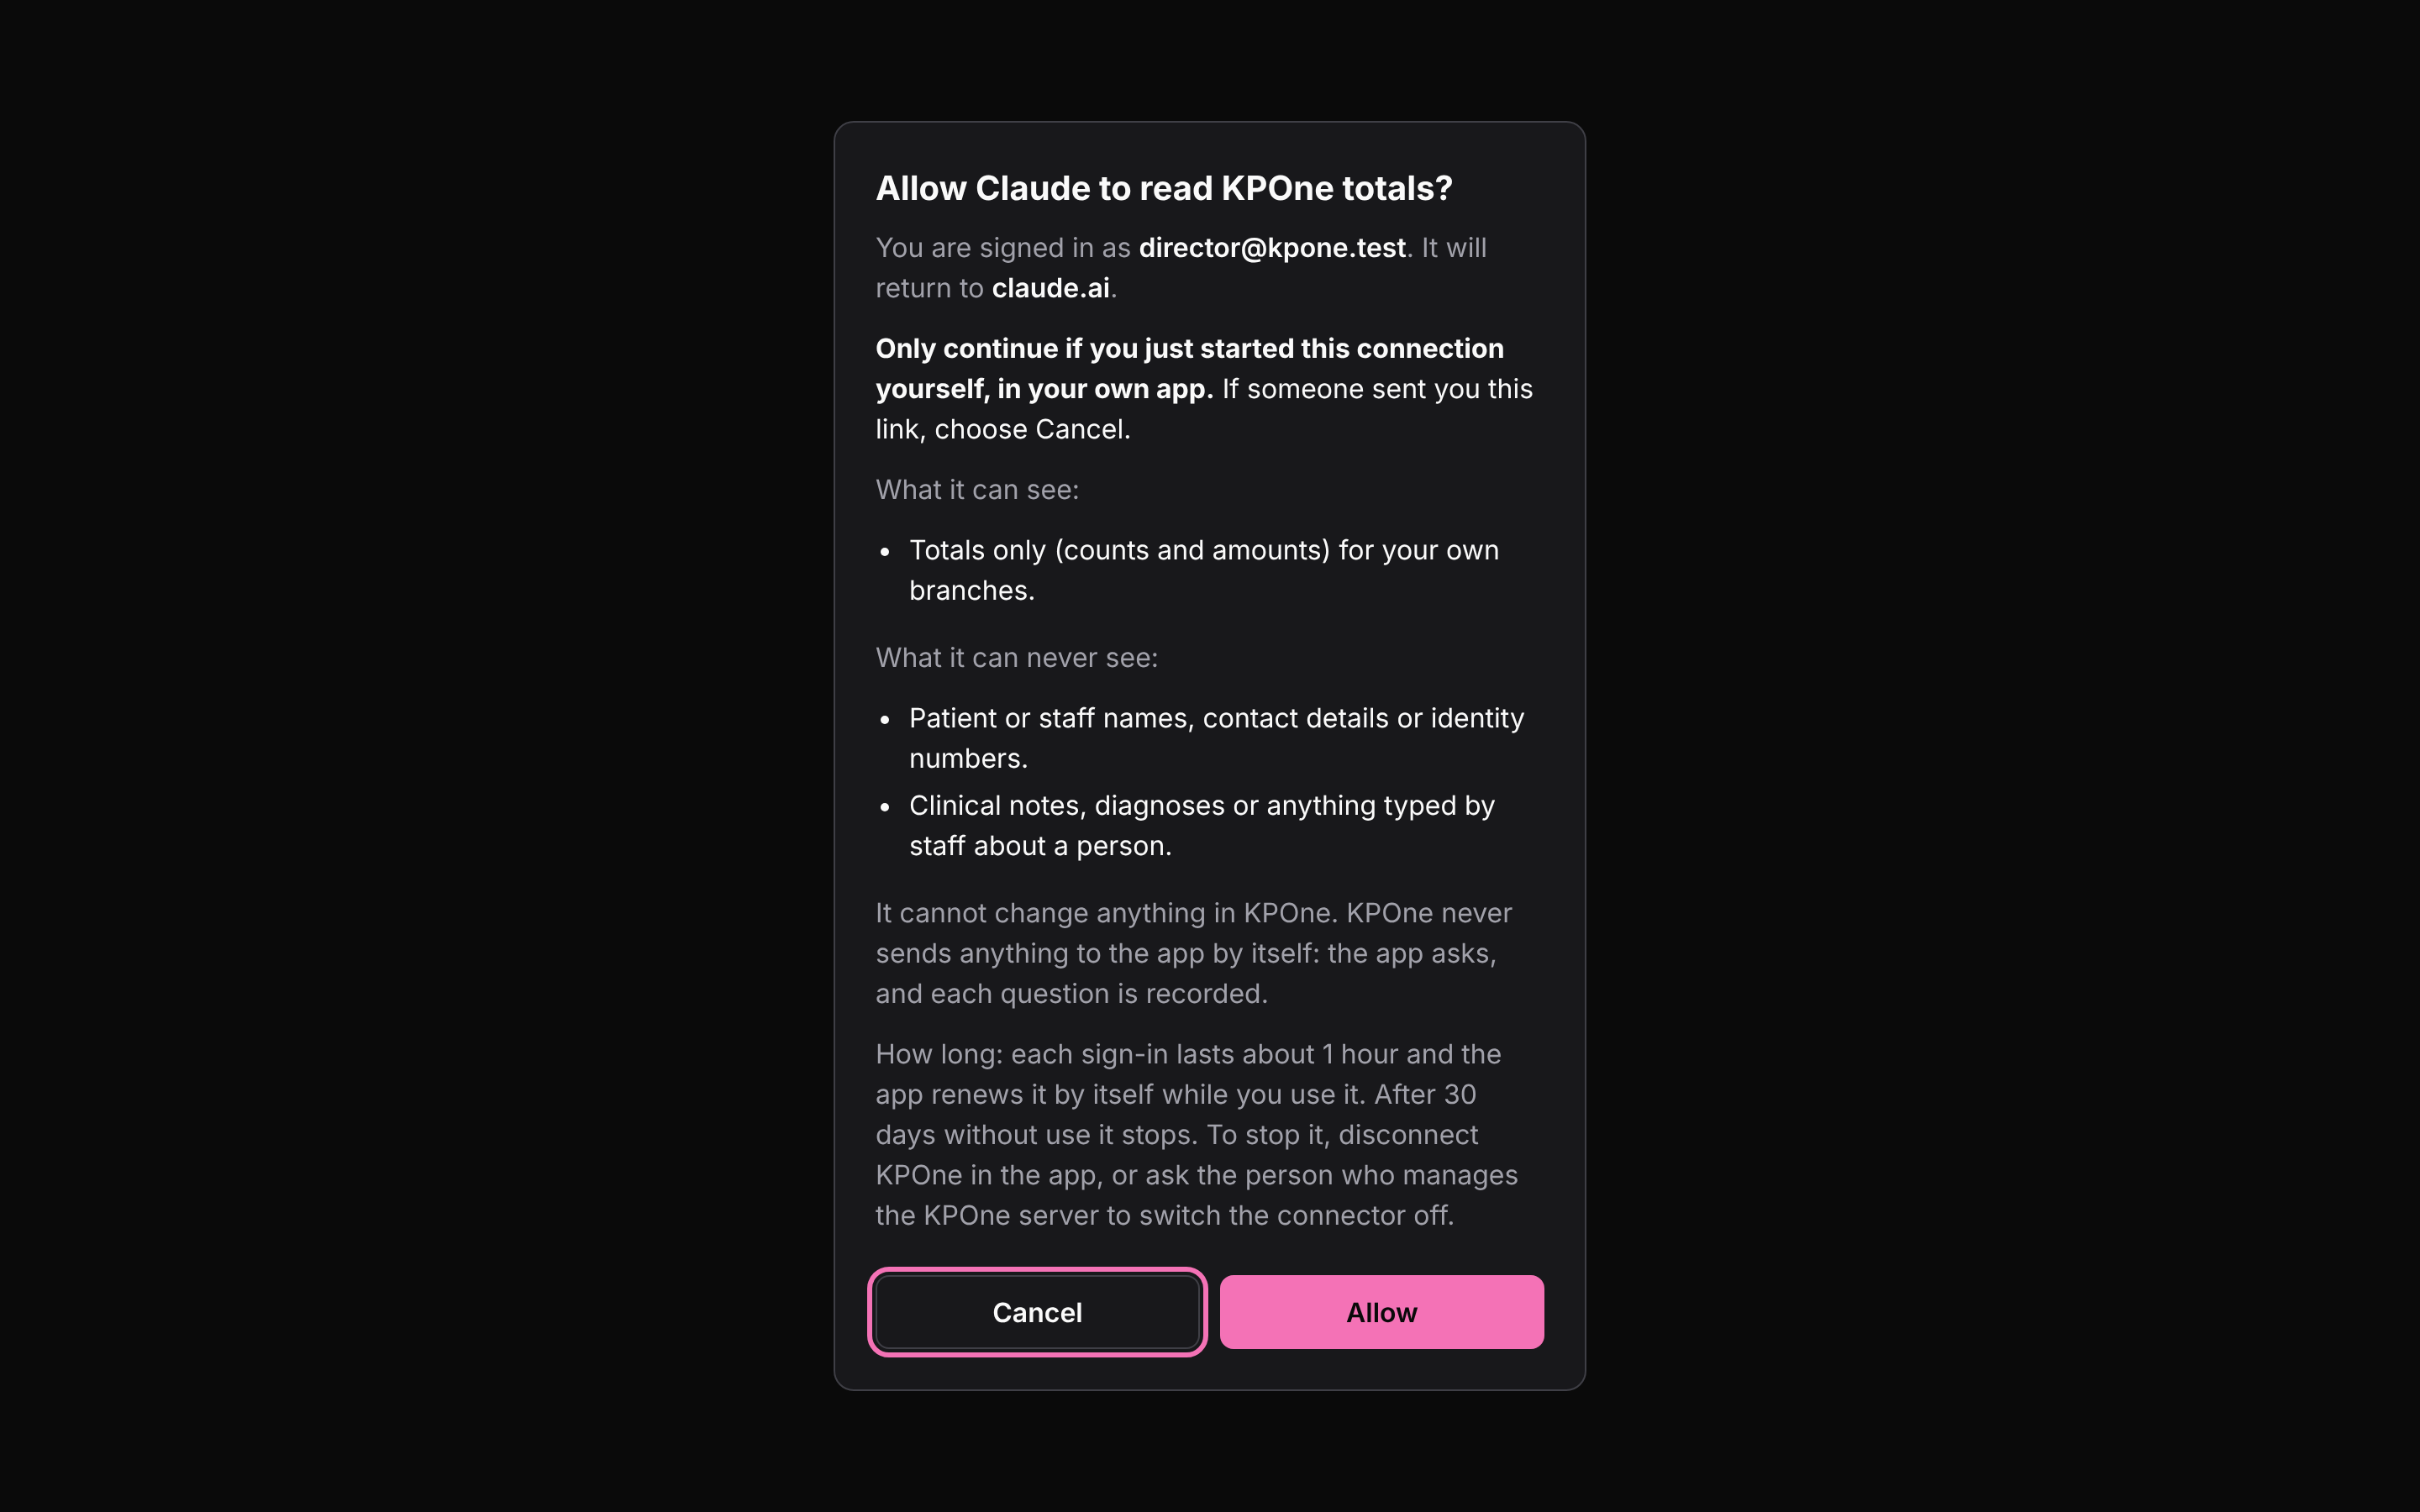 Allow Claude to read KPOne totals?
You are signed in as director@kpone.test. It will
return to claude.ai.
Only continue if you just started this connection
yourself, in your own app. If someone sent you this
link, choose Cancel.
What it can see:
• Totals only (counts and amounts) for your own
branches.
What it can never see:
• Patient or staff names, contact details or identity
numbers.
• Clinical notes, diagnoses or anything typed by
staff about a person.
It cannot change anything in KPOne. KPOne never
sends anything to the app by itself: the app asks,
and each question is recorded.
How long: each sign-in lasts about 1 hour and the
app renews it by itself while you use it. After 30
days without use it stops. To stop it, disconnect
KPOne in the app, or ask the person who manages
the KPOne server to switch the connector off.
Cancel
Allow